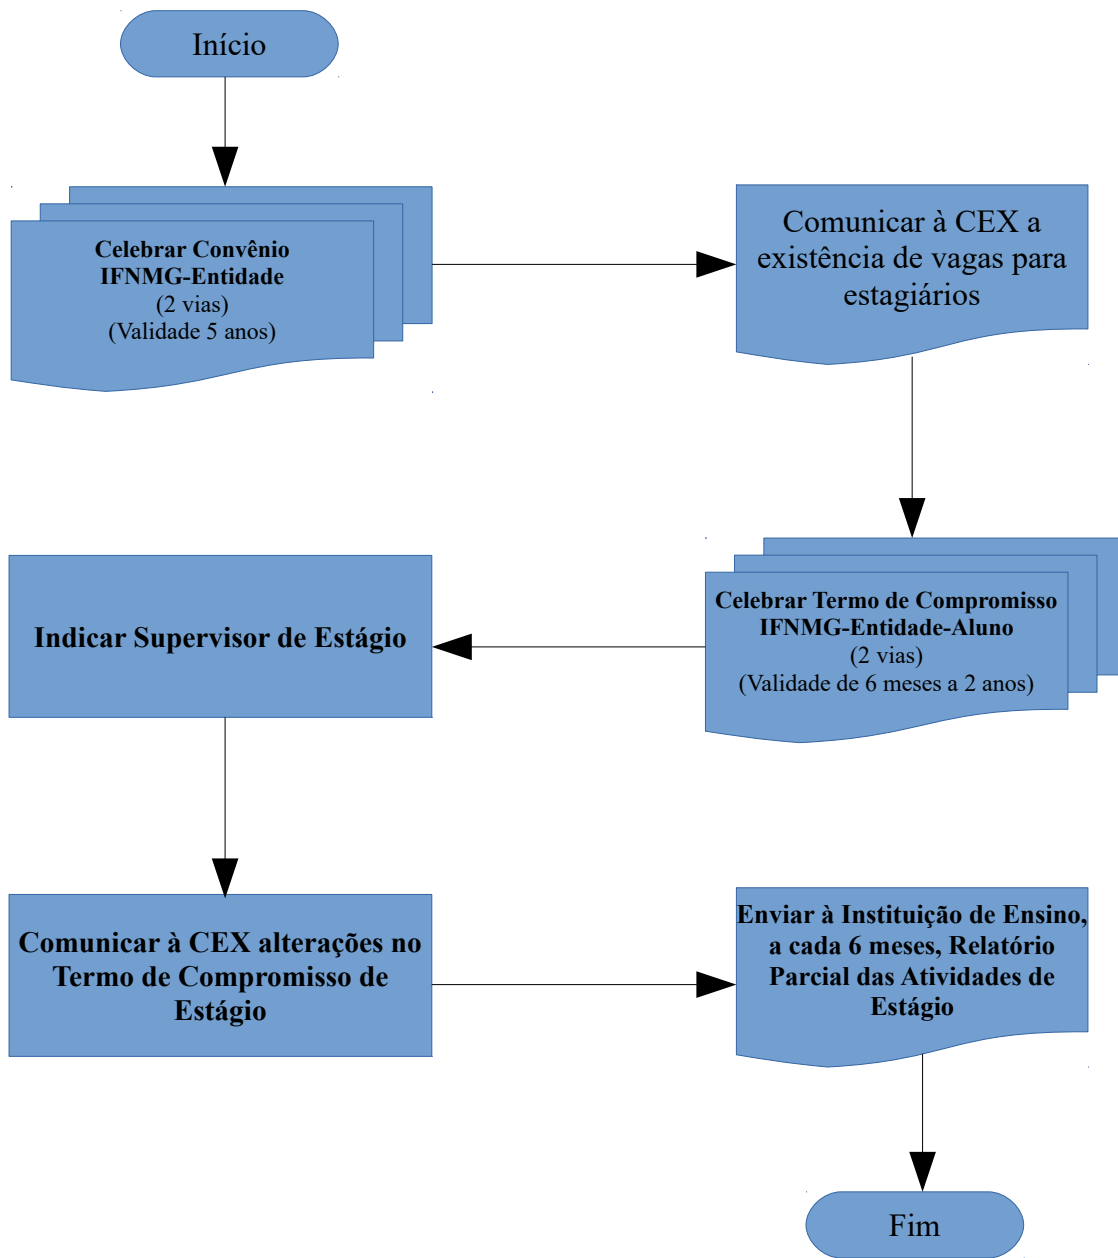 Início
Celebrar Convênio
IFNMG-Entidade
(2 vias)
(Validade 5 anos)
Comunicar à CEX a
existência de vagas para
estagiários
Celebrar Termo de Compromisso
IFNMG-Entidade-Aluno
(2 vias)
(Validade de 6 meses a 2 anos)
Indicar Supervisor de Estágio
Comunicar à CEX alterações no
Termo de Compromisso de
Estágio
Enviar à Instituição de Ensino,
a cada 6 meses, Relatório
Parcial das Atividades de
Estágio
Fim